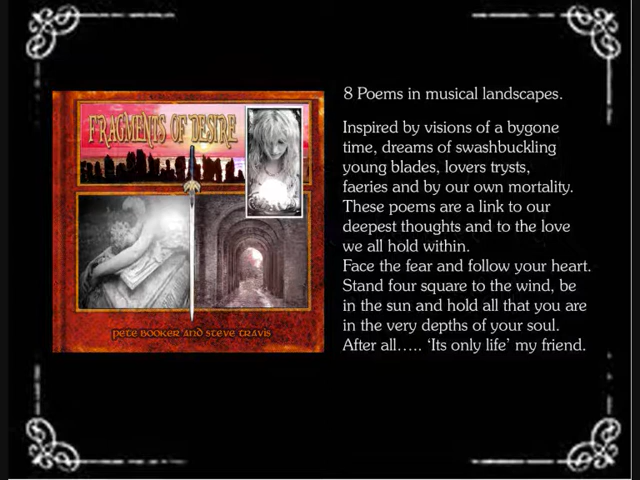 FRAGMENTS OF DESIRE
PETE BOOKER AND STEVE TRAVIS
8 Poems in musical landscapes.
Inspired by visions of a bygone
time, dreams of swashbuckling
young blades, lovers trysts,
faeries and by our own mortality.
These poems are a link to our
deepest thoughts and to the love
we all hold within.
Face the fear and follow your heart.
Stand four square to the wind, be
in the sun and hold all that you are
in the very depths of your soul.
After all….. ‘Its only life’ my friend.